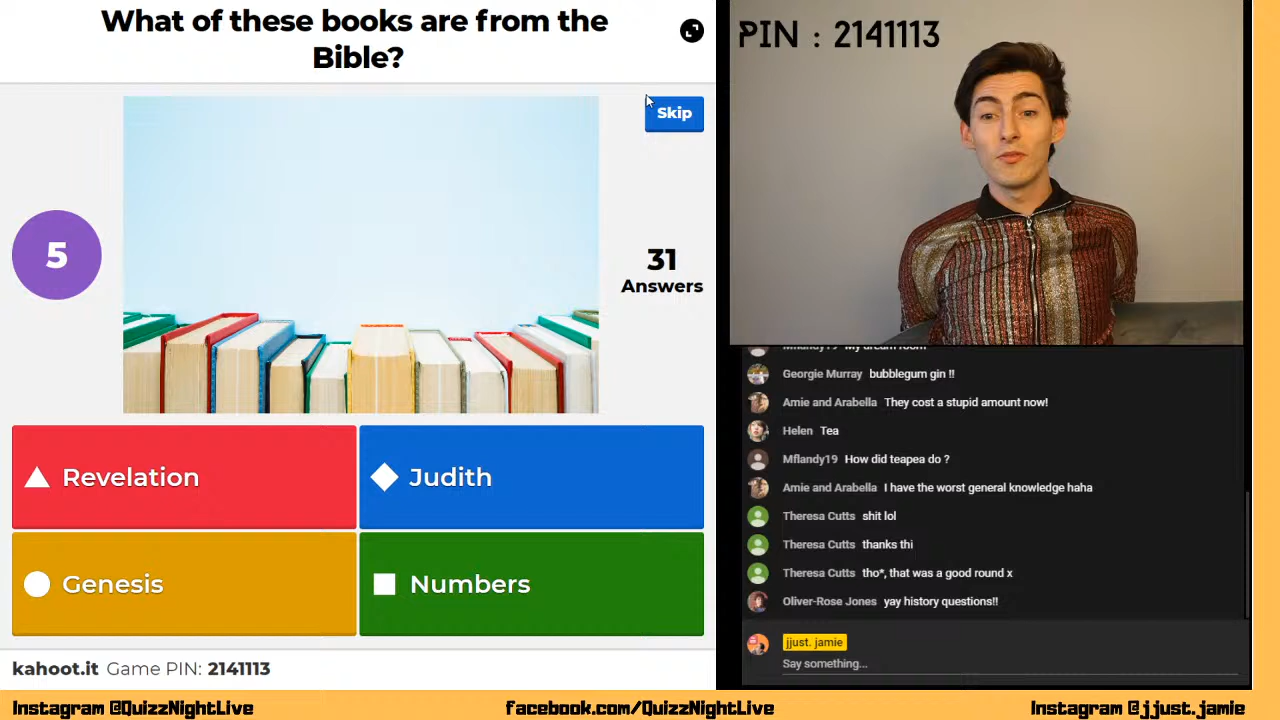 What of these books are from the
Bible?
Skip
5
31
Answers
Revelation
Judith
Genesis
Numbers
kahoot.it Game PIN: 2141113
PIN : 2141113
Mflandy19 My dream room
Georgie Murray bubblegum gin !!
Amie and Arabella They cost a stupid amount now!
Helen Tea
Mflandy19 How did teapea do ?
Amie and Arabella I have the worst general knowledge haha
Theresa Cutts shit lol
Theresa Cutts thanks thi
Theresa Cutts tho*, that was a good round x
Oliver-Rose Jones yay history questions!!
jjust. jamie
Say something...
Instagram @QuizzNightLive
facebook.com/QuizzNightLive
Instagram @jjust.jamie